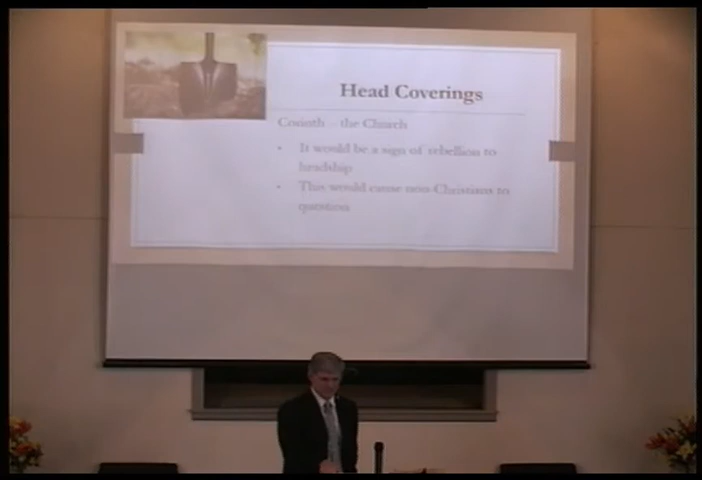 Head Coverings
Corinth - the Church
• It would be a sign of rebellion to
headship
• This would cause non-Christians to
question